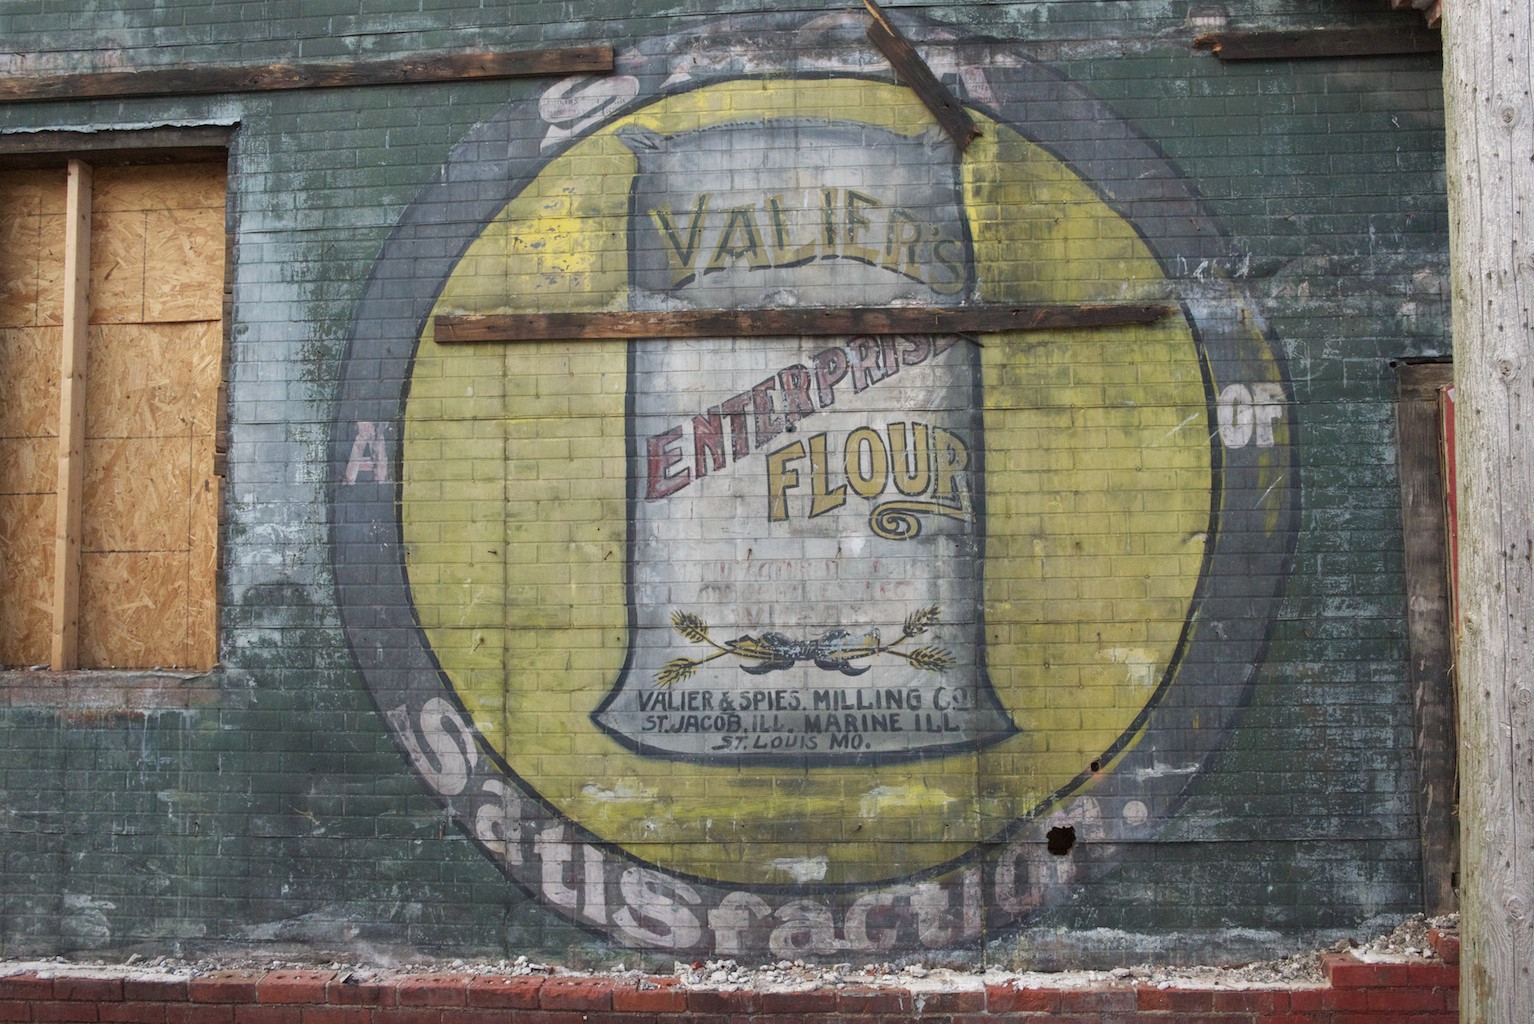 A
OF
Satisfaction.
VALIER'S
ENTERPRISE
FLOUR
VALIER & SPIES. MILLING CO
ST. JACOB, ILL. MARINE ILL
ST. LOUIS MO.